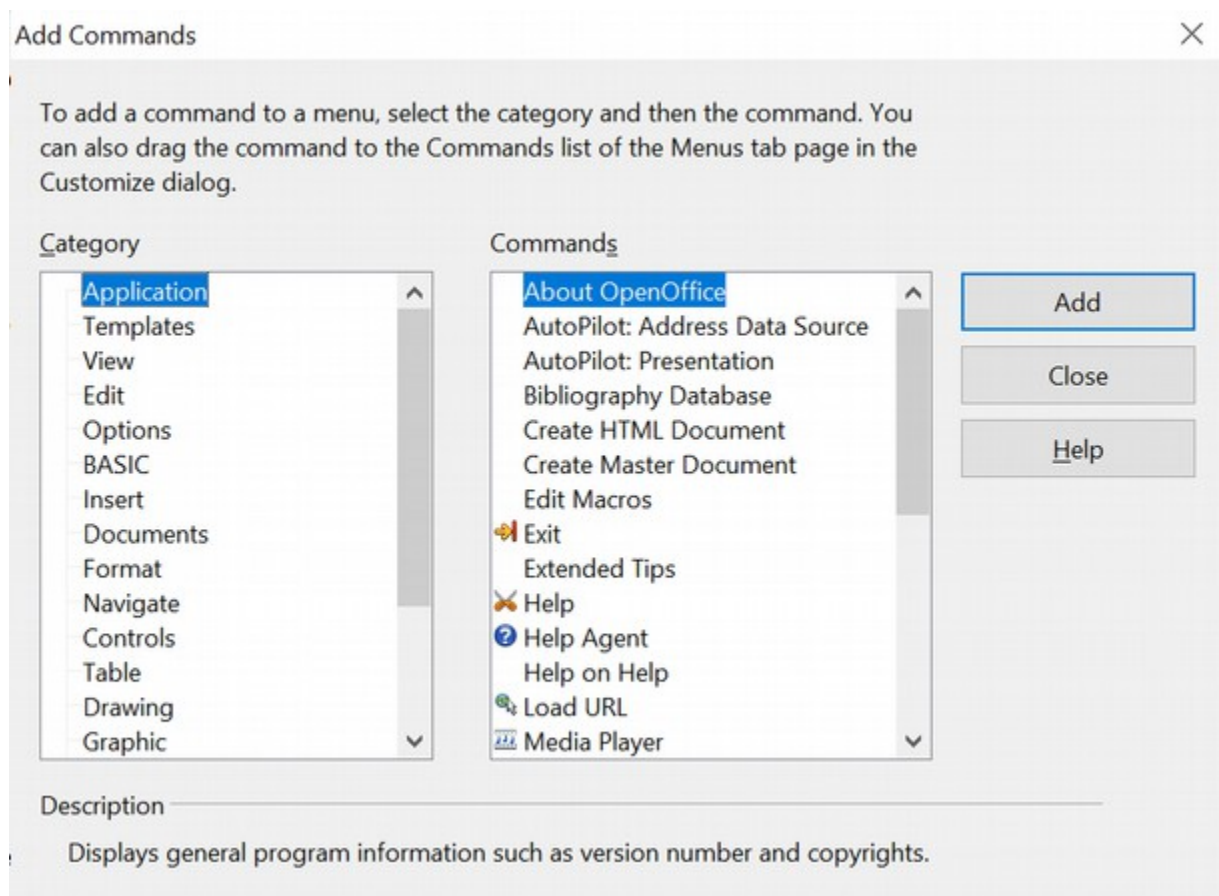 Add Commands
To add a command to a menu, select the category and then the command. You
can also drag the command to the Commands list of the Menus tab page in the
Customize dialog.
Category
Application
Templates
View
Edit
Options
BASIC
Insert
Documents
Format
Navigate
Controls
Table
Drawing
Graphic
Commands
About OpenOffice
AutoPilot: Address Data Source
AutoPilot: Presentation
Bibliography Database
Create HTML Document
Create Master Document
Edit Macros
Exit
Extended Tips
Help
Help Agent
Help on Help
Load URL
Media Player
Add
Close
Help
Description
Displays general program information such as version number and copyrights.